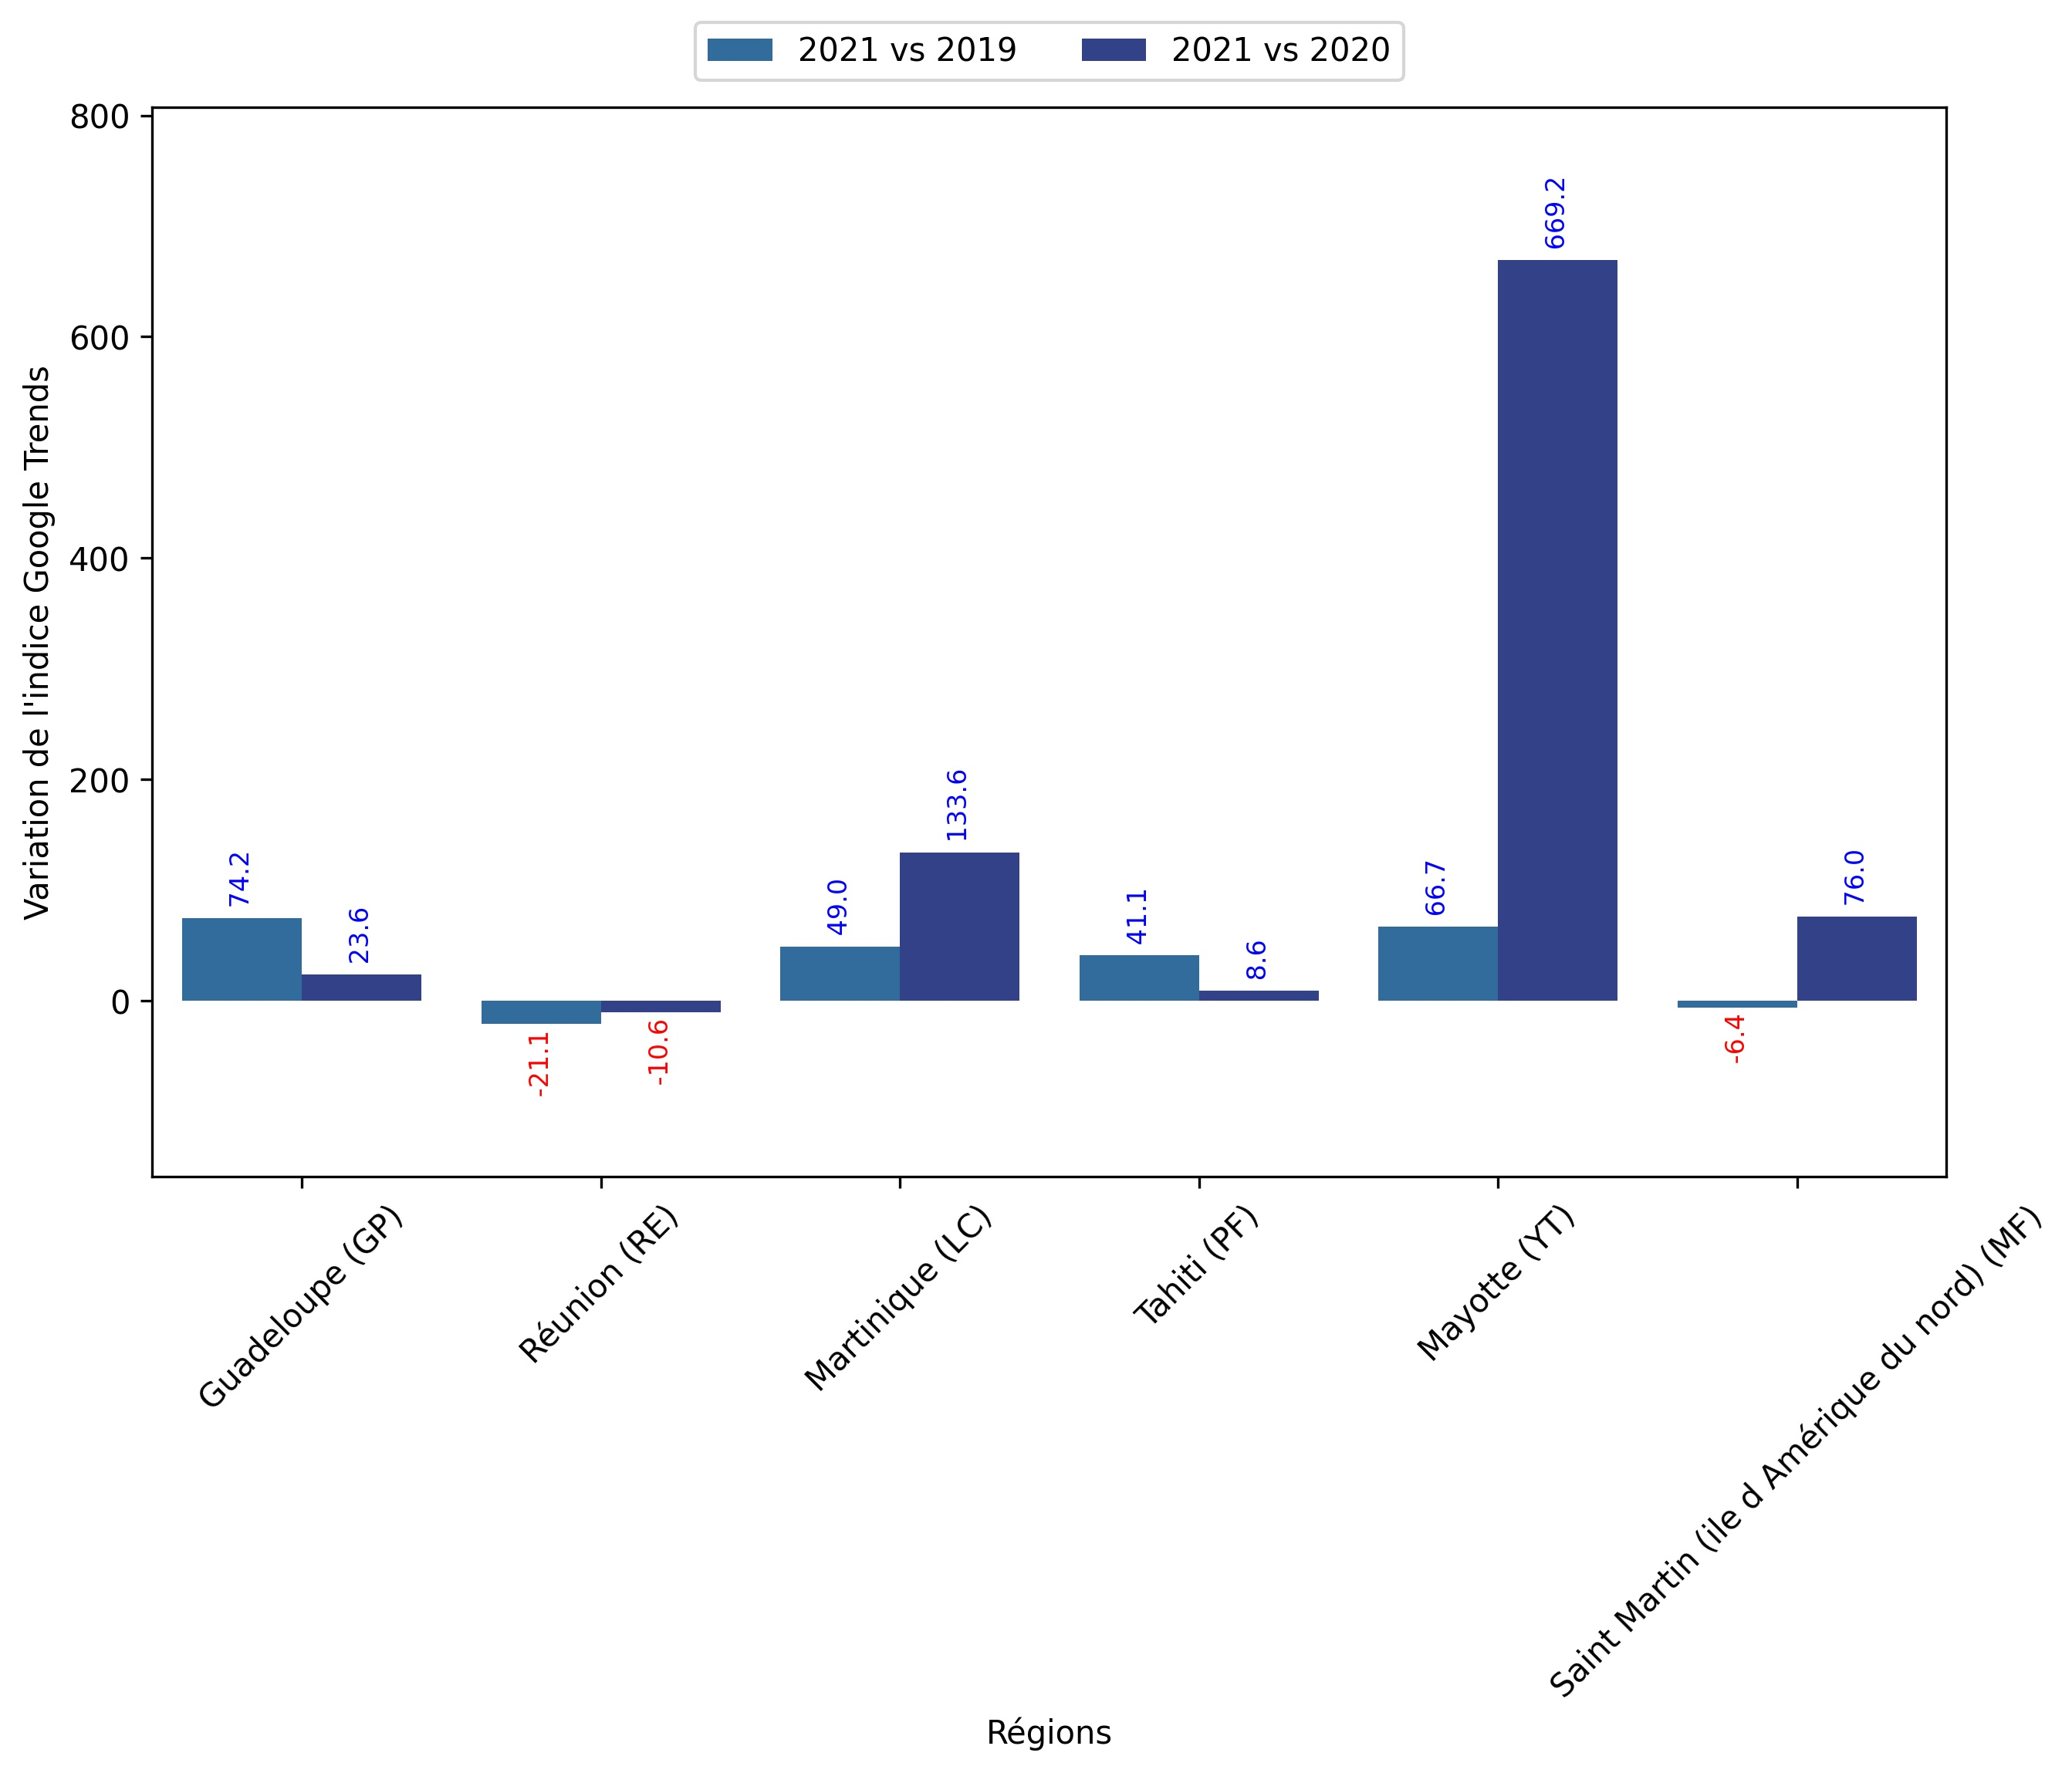 2021 vs 2019
2021 vs 2020
Variation de l'indice Google Trends
800
600
400
200
0
74.2
23.6
-21.1
-10.6
49.0
133.6
41.1
8.6
66.7
669.2
-6.4
76.0
Guadeloupe (GP)
Réunion (RE)
Martinique (LC)
Tahiti (PF)
Mayotte (YT)
Saint Martin (ile d Amérique du nord) (MF)
Régions